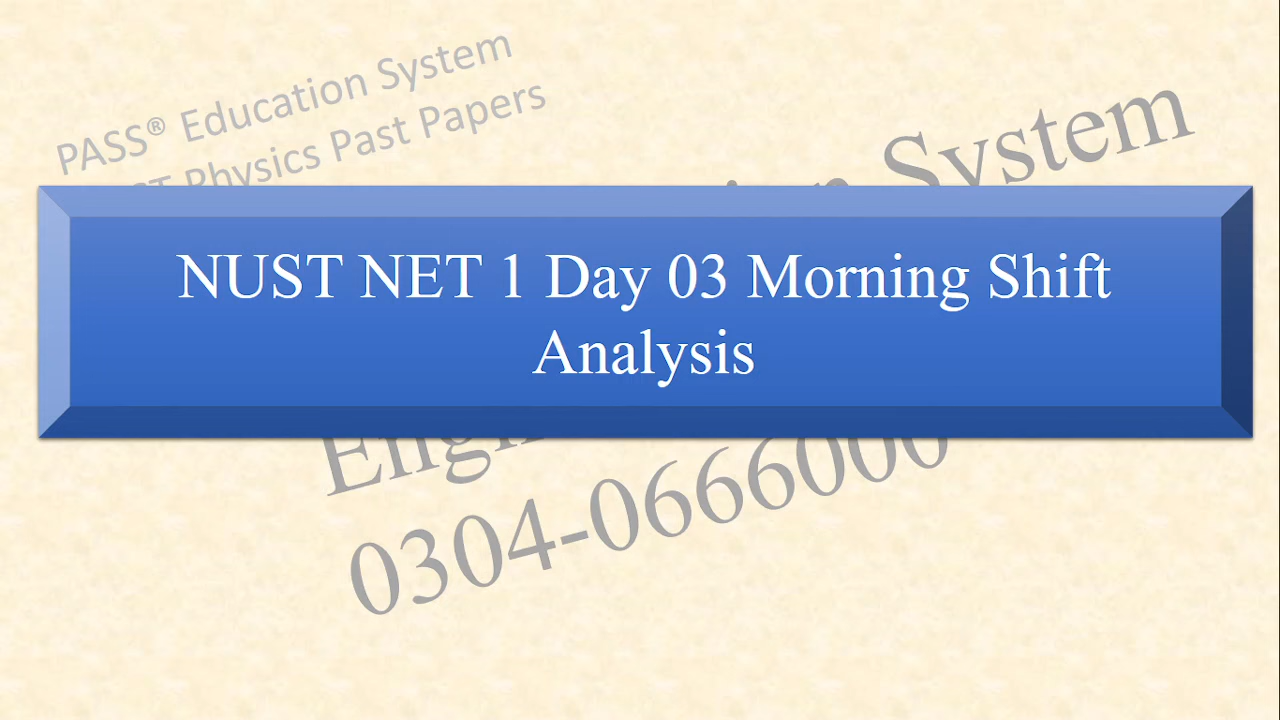 PASS® Education System
Physics Past Papers
System
NUST NET 1 Day 03 Morning Shift
Analysis
0304-0666000